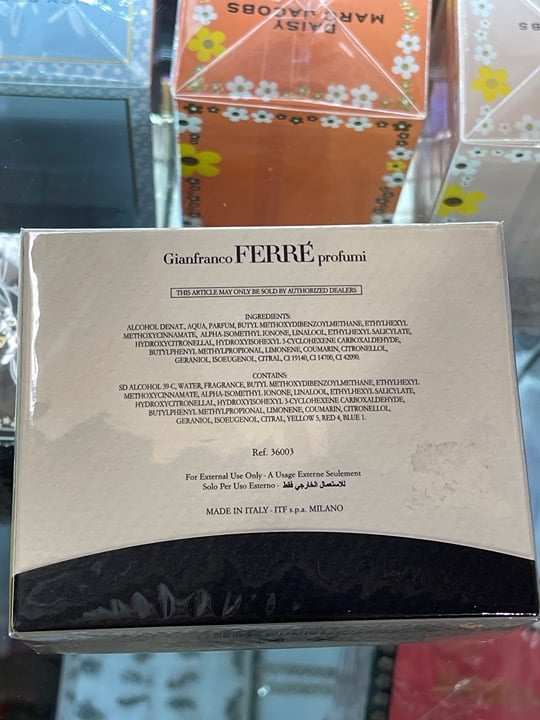 DAISY
MARC JACOBS
Gianfranco FERRÉ profumi
THIS ARTICLE MAY ONLY BE SOLD BY AUTHORIZED DEALERS
INGREDIENTS:
ALCOHOL DENAT., AQUA, PARFUM, BUTYL METHOXYDIBENZOYLMETHANE, ETHYLHEXYL
METHOXYCINNAMATE, ALPHA-ISOMETHYL IONONE, LINALOOL, ETHYLHEXYL SALICYLATE,
HYDROXYCITRONELLAL, HYDROXYISOHEXYL 3-CYCLOHEXENE CARBOXALDEHYDE,
BUTYLPHENYL METHYLPROPIONAL, LIMONENE, COUMARIN, CITRONELLOL,
GERANIOL, ISOEUGENOL, CITRAL, CI 19140, CI 14700, CI 42090.
CONTAINS:
SD ALCOHOL 39-C, WATER, FRAGRANCE, BUTYL METHOXYDIBENZOYLMETHANE, ETHYLHEXYL
METHOXYCINNAMATE, ALPHA-ISOMETHYL IONONE, LINALOOL, ETHYLHEXYL SALICYLATE,
HYDROXYCITRONELLAL, HYDROXYISOHEXYL 3-CYCLOHEXENE CARBOXALDEHYDE,
BUTYLPHENYL METHYLPROPIONAL, LIMONENE, COUMARIN, CITRONELLOL,
GERANIOL, ISOEUGENOL, CITRAL, YELLOW 5, RED 4, BLUE 1.
Ref. 36003
For External Use Only - A Usage Externe Seulement
Solo Per Uso Esterno - للاستعمال الخارجي فقط
MADE IN ITALY - ITF s.p.a. MILANO